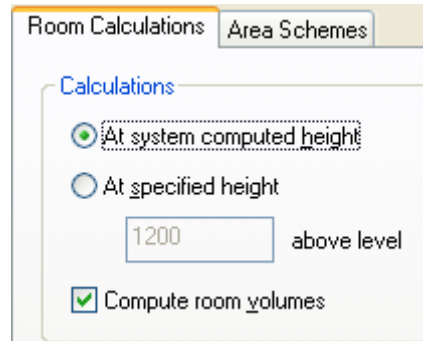 Room Calculations Area Schemes
Calculations
At system computed height
At specified height
1200 above level
Compute room volumes